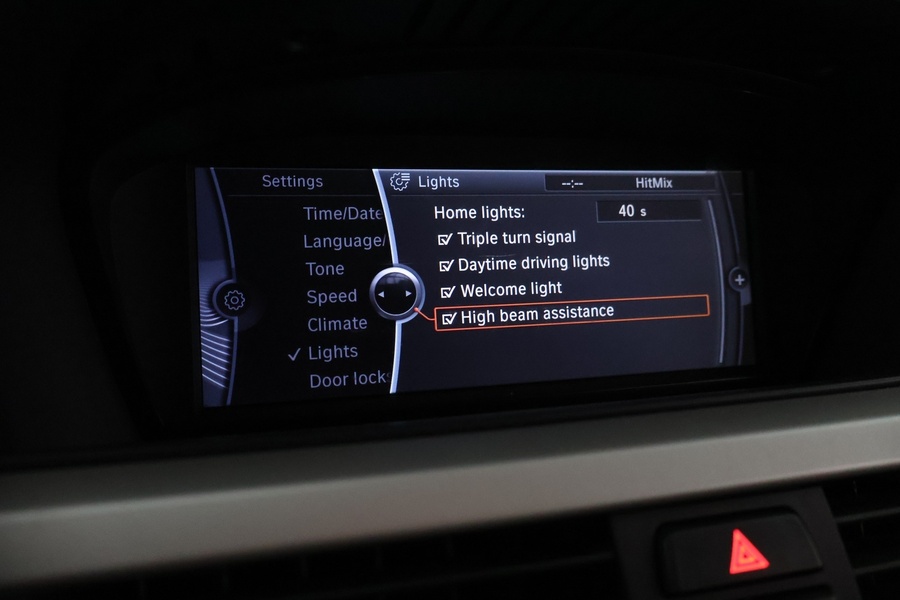 Settings
Time/Date
Language/
Tone
Speed
Climate
Lights
Door lock
Lights
--:-- HitMix
Home lights: 40 s
Triple turn signal
Daytime driving lights
Welcome light
High beam assistance